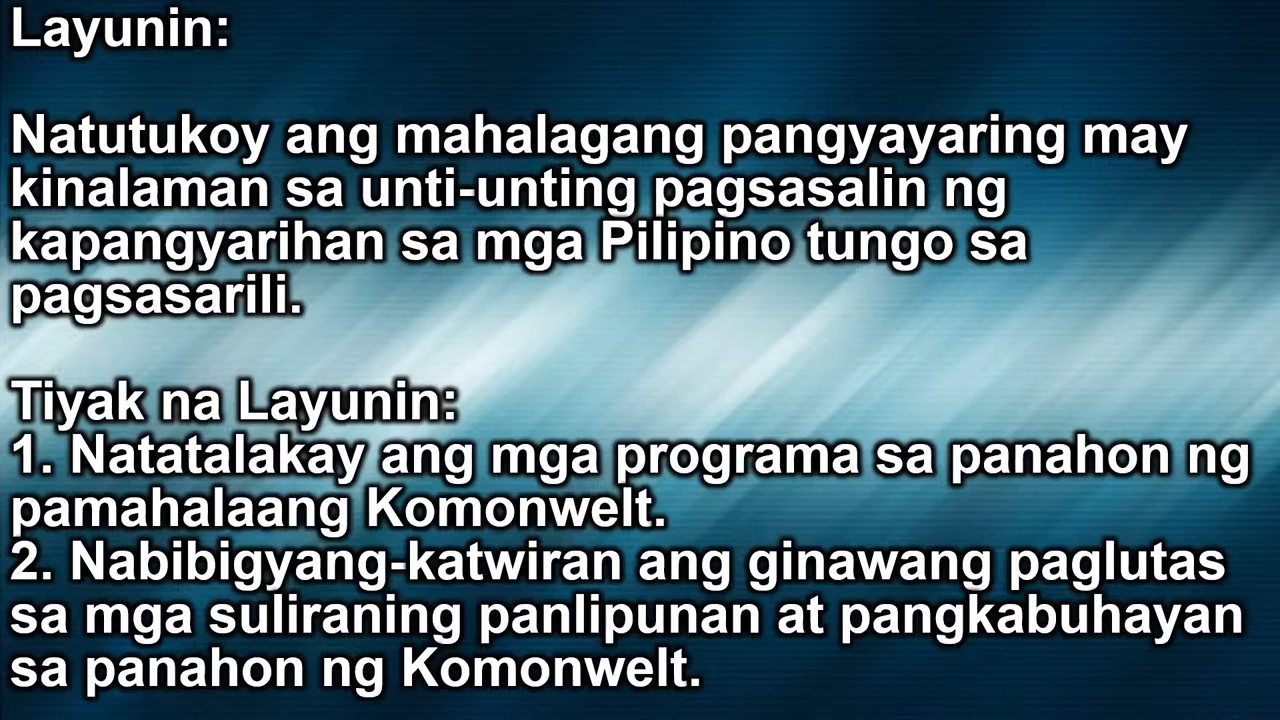 Layunin:
Natutukoy ang mahalagang pangyayaring may
kinalaman sa unti-unting pagsasalin ng
kapangyarihan sa mga Pilipino tungo sa
pagsasarili.
Tiyak na Layunin:
1. Natatalakay ang mga programa sa panahon ng
pamahalaang Komonwelt.
2. Nabibigyang-katwiran ang ginawang paglutas
sa mga suliraning panlipunan at pangkabuhayan
sa panahon ng Komonwelt.